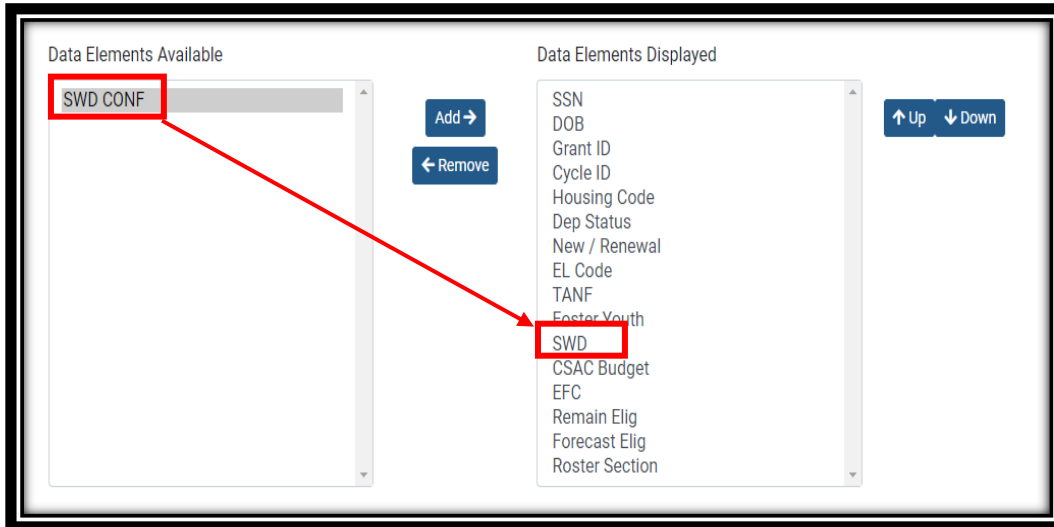 Data Elements Available
SWD CONF
Add →
← Remove
Data Elements Displayed
SSN
DOB
Grant ID
Cycle ID
Housing Code
Dep Status
New / Renewal
EL Code
TANF
Foster Youth
SWD
CSAC Budget
EFC
Remain Elig
Forecast Elig
Roster Section
↑ Up ↓ Down